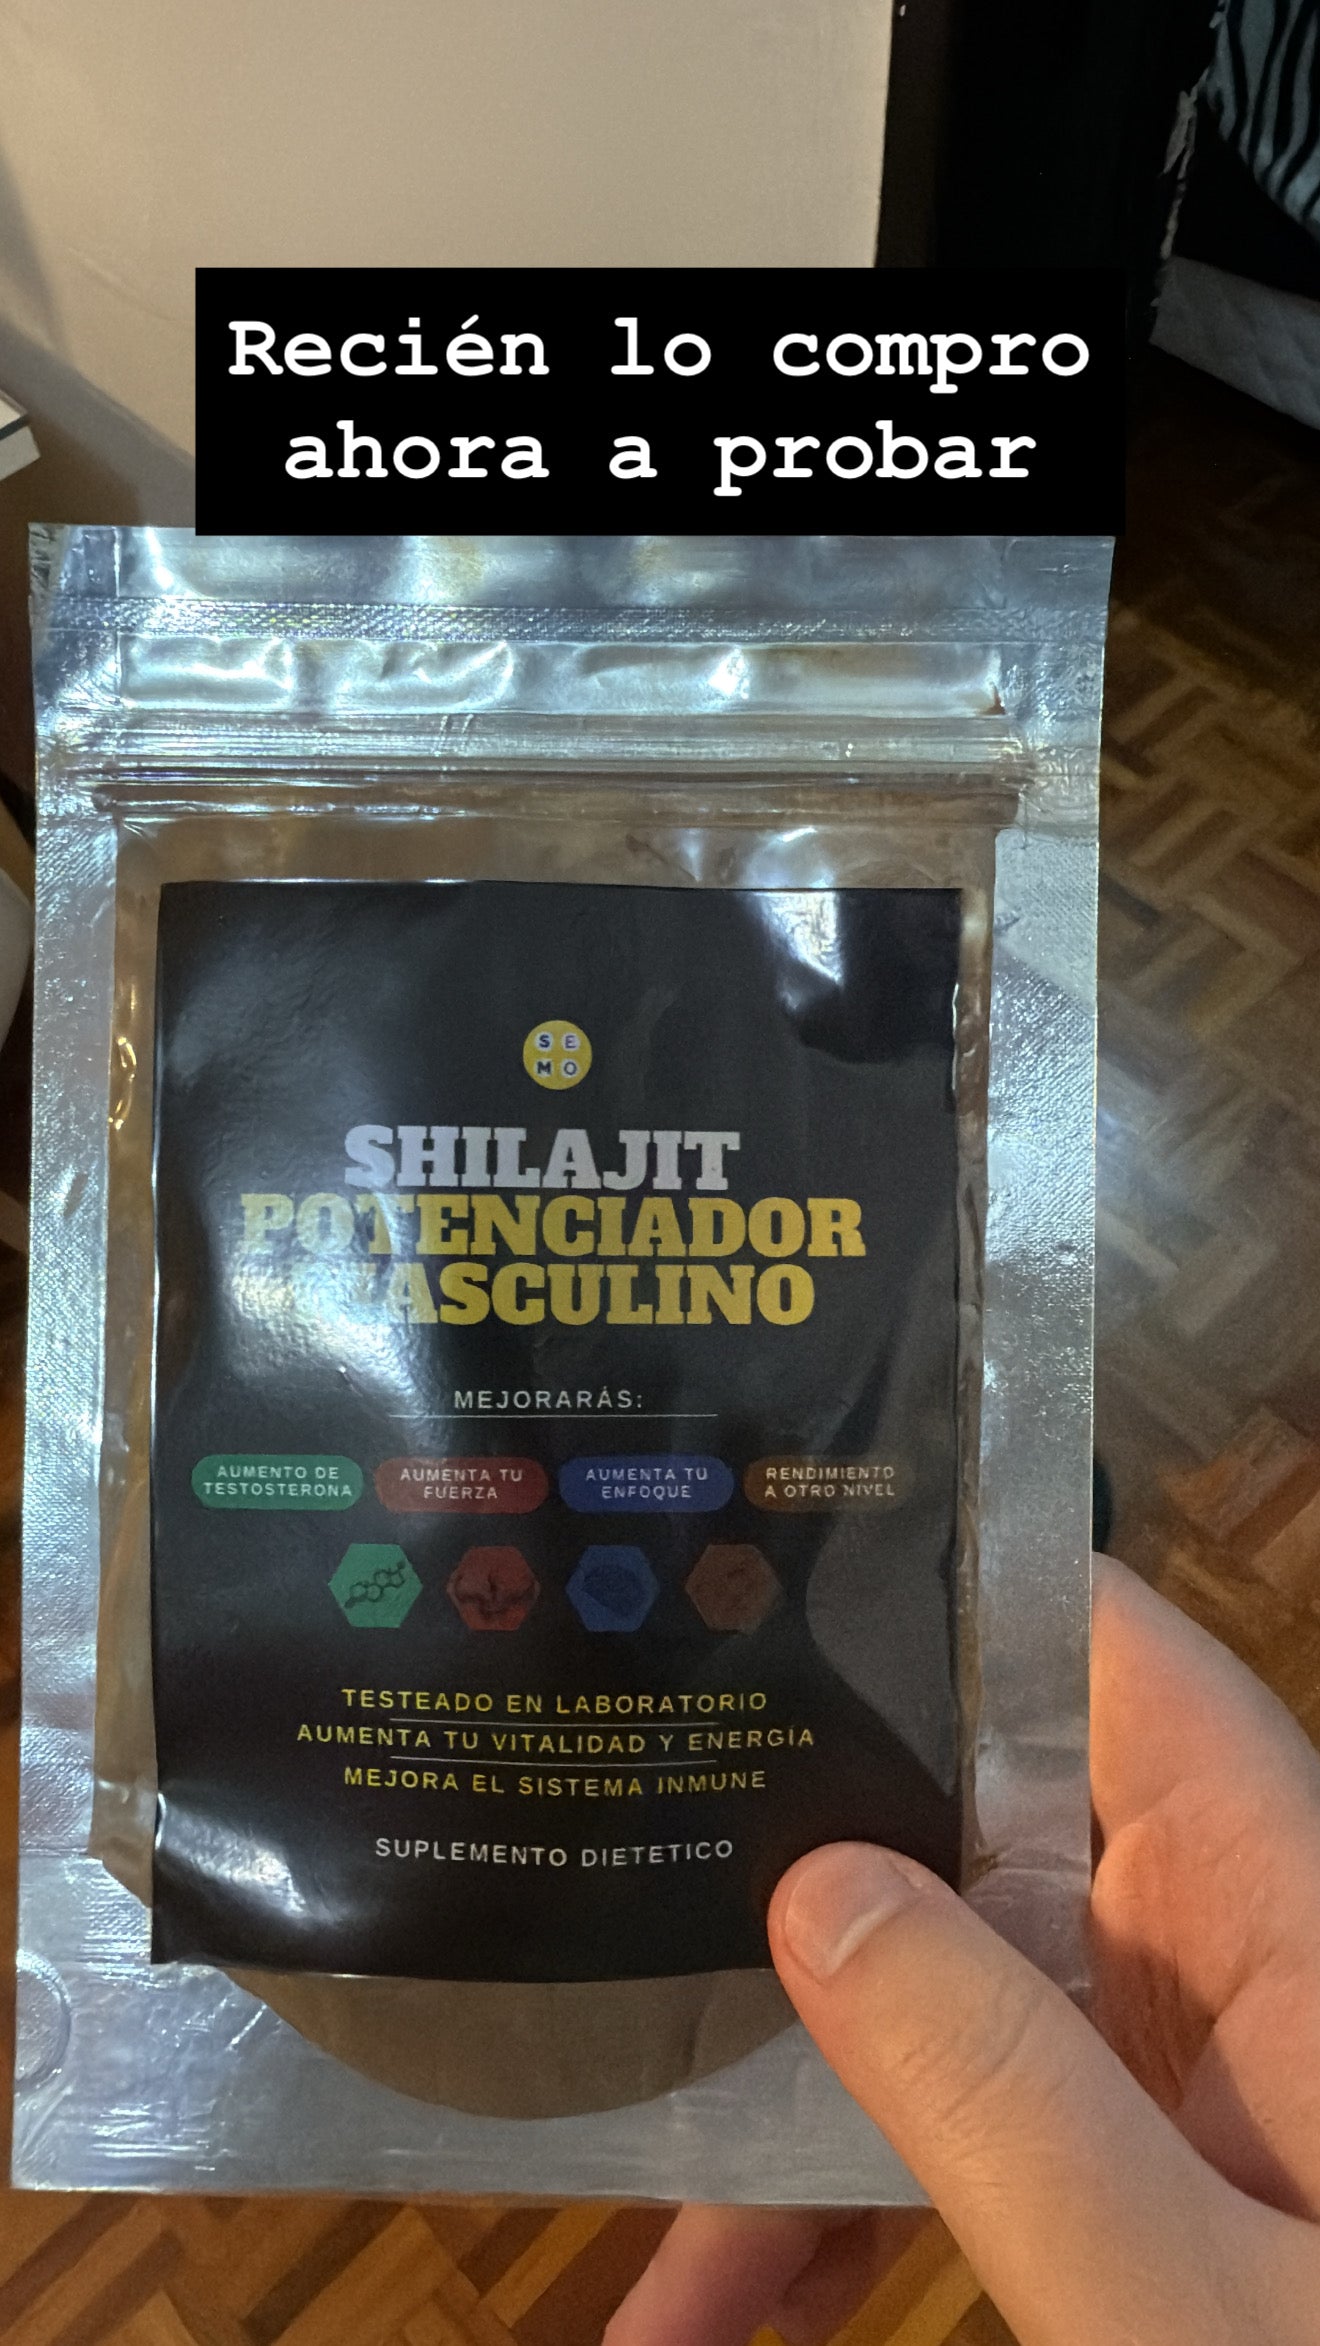 Recién lo compro
ahora a probar
SE
MO
SHILAJIT
POTENCIADOR
MASCULINO
MEJORARÁS:
AUMENTO DE
TESTOSTERONA
AUMENTA TU
FUERZA
AUMENTA TU
ENFOQUE
RENDIMIENTO
A OTRO NIVEL
TESTEADO EN LABORATORIO
AUMENTA TU VITALIDAD Y ENERGÍA
MEJORA EL SISTEMA INMUNE
SUPLEMENTO DIETETICO